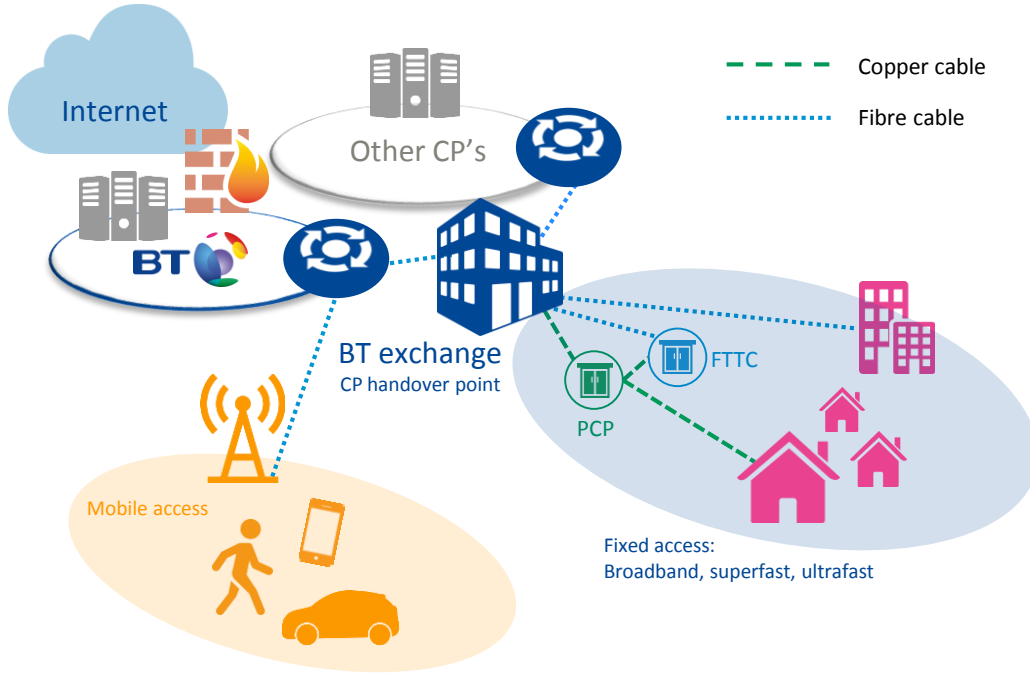 Internet
Other CP's
Copper cable
Fibre cable
BT
BT exchange
CP handover point
FTTC
PCP
Mobile access
Fixed access:
Broadband, superfast, ultrafast